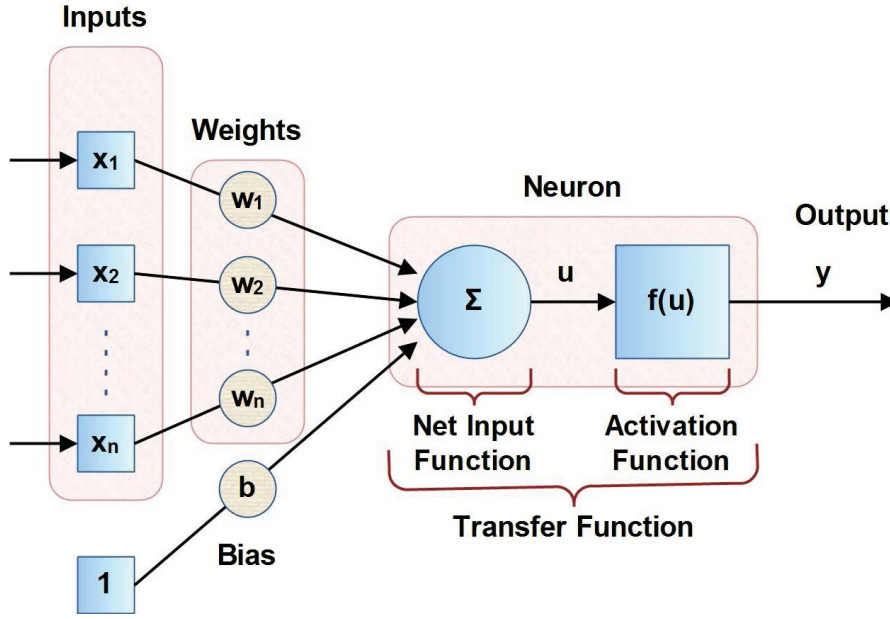 Inputs
Weights
Neuron
Output
x₁
w₁
x₂
w₂
Σ
u
f(u)
y
xₙ
wₙ
Net Input
Function
Activation
Function
b
Transfer Function
Bias
1